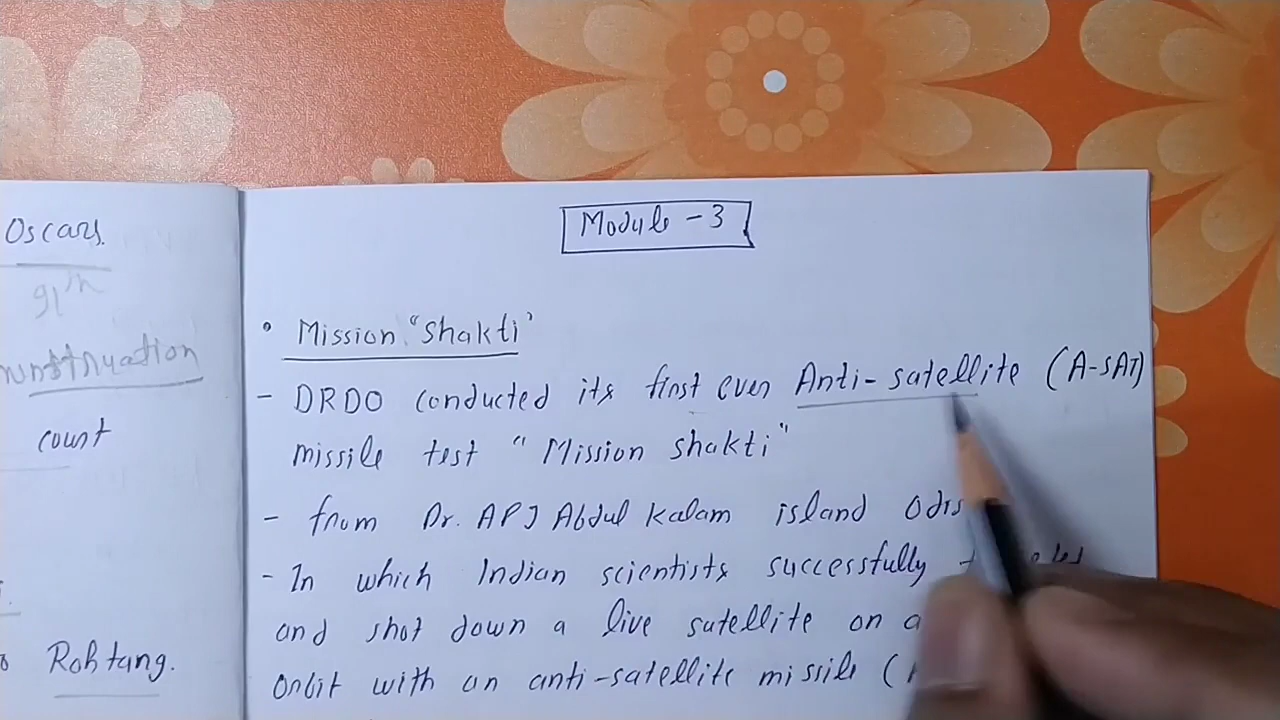 Oscars.
91th
count
Rohtang.
Module - 3
• Mission "Shakti"
- DRDO conducted its first ever Anti-satellite (A-SAT)
missile test "Mission Shakti"
- from Dr. APJ Abdul Kalam island Odis
- In which Indian scientists successfully
and shot down a live satellite on a
orbit with an anti-satellite missile (